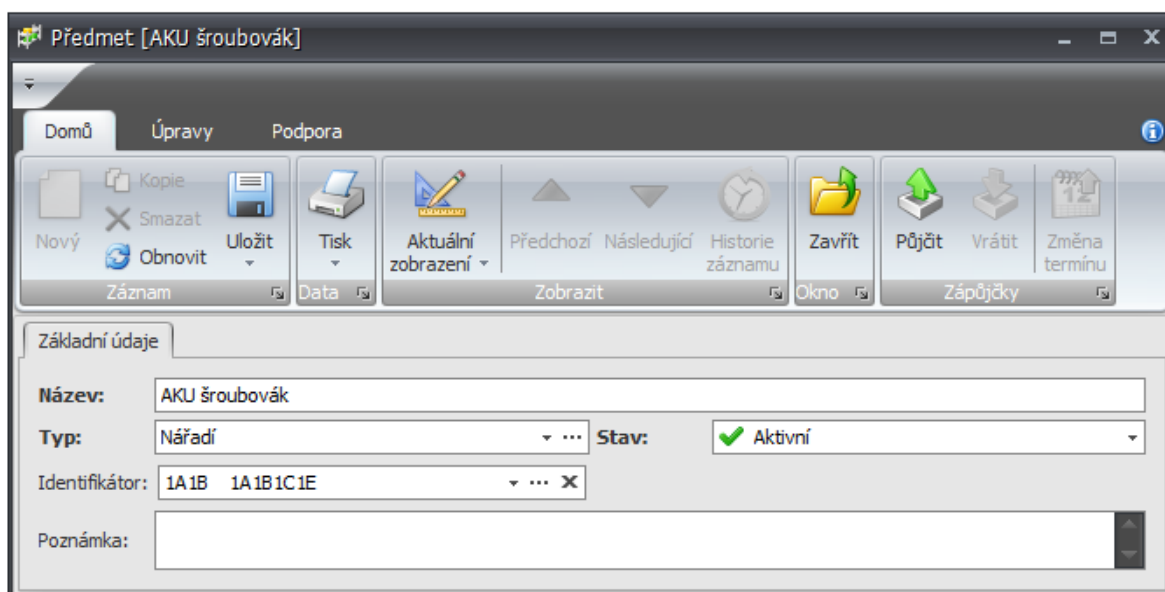 Předmet [AKU šroubovák]
Domů Úpravy Podpora
Nový
Kopie
Smazat
Obnovit
Uložit
Tisk
Aktuální zobrazení
Předchozí
Následující
Historie záznamu
Zavřít
Půjčit
Vrátit
Změna termínu
Záznam Data Zobrazit Okno Zápůjčky
Základní údaje
Název: AKU šroubovák
Typ: Nářadí ... Stav: Aktivní
Identifikátor: 1A1B 1A1B1C1E ...
Poznámka: